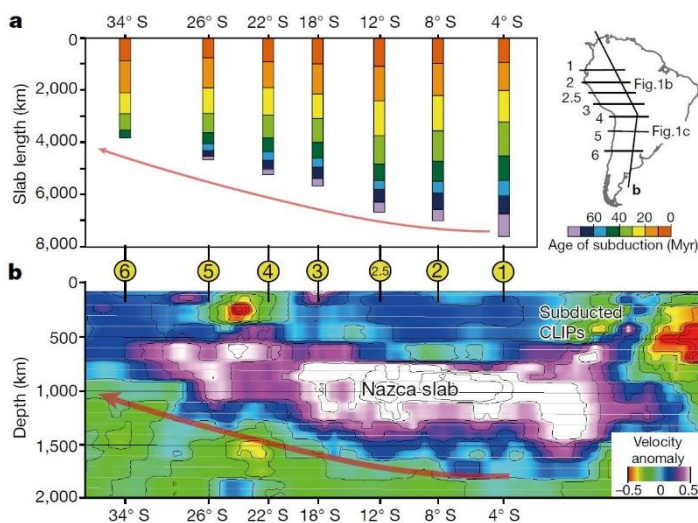 a
34° S 26° S 22° S 18° S 12° S 8° S 4° S
0
2,000
4,000
6,000
8,000
Slab length (km)
1
2
2.5
3
4
5
6
Fig.1b
Fig.1c
b
60 40 20 0
Age of subduction (Myr)
b
6 5 4 3 2.5 2 1
0
500
1,000
1,500
2,000
Depth (km)
Subducted
CLIPs
Nazca slab
Velocity
anomaly
−0.5 0 0.5
34° S 26° S 22° S 18° S 12° S 8° S 4° S